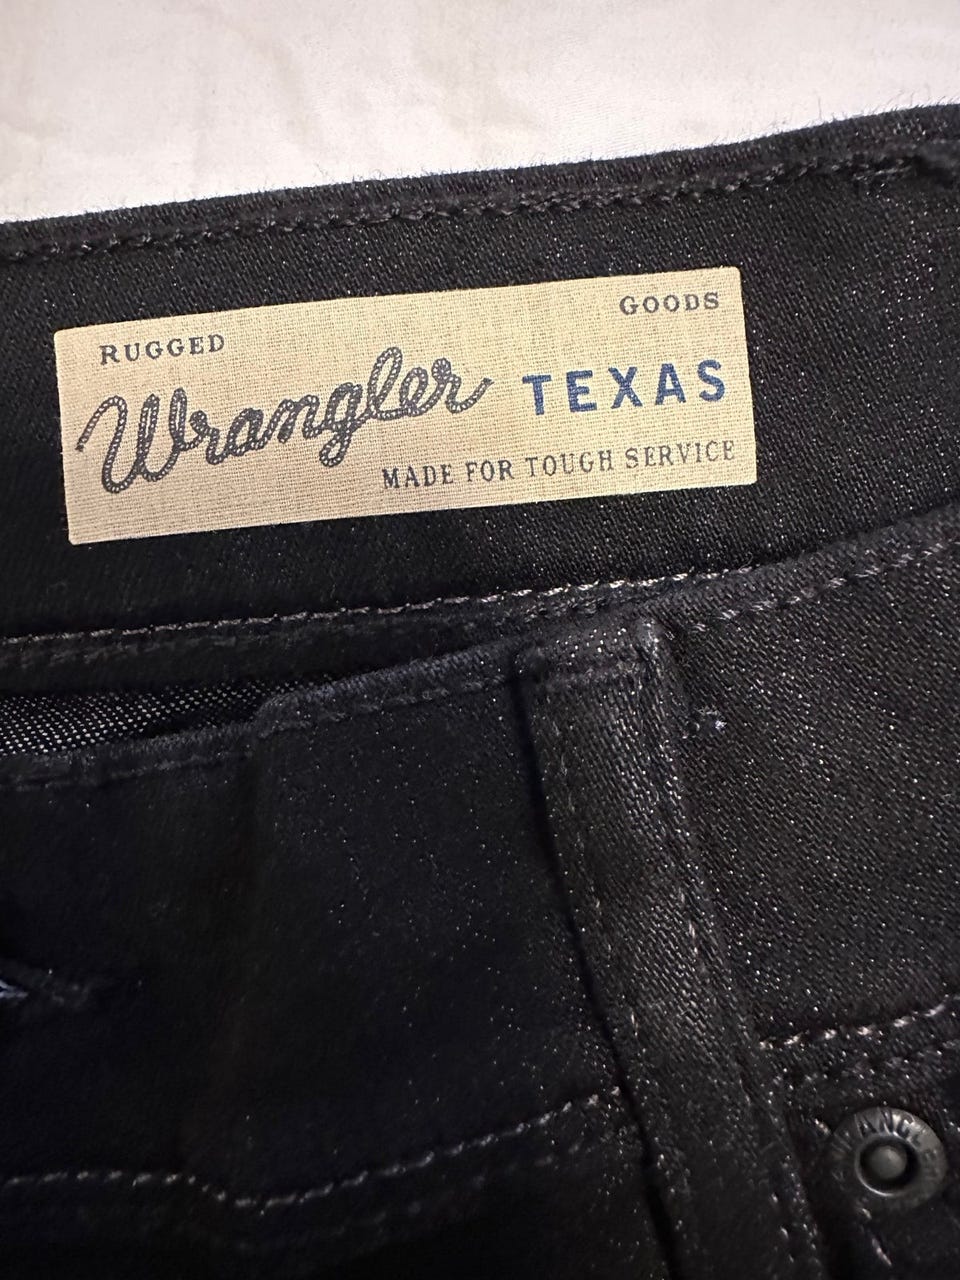 RUGGED GOODS
Wrangler TEXAS
MADE FOR TOUGH SERVICE